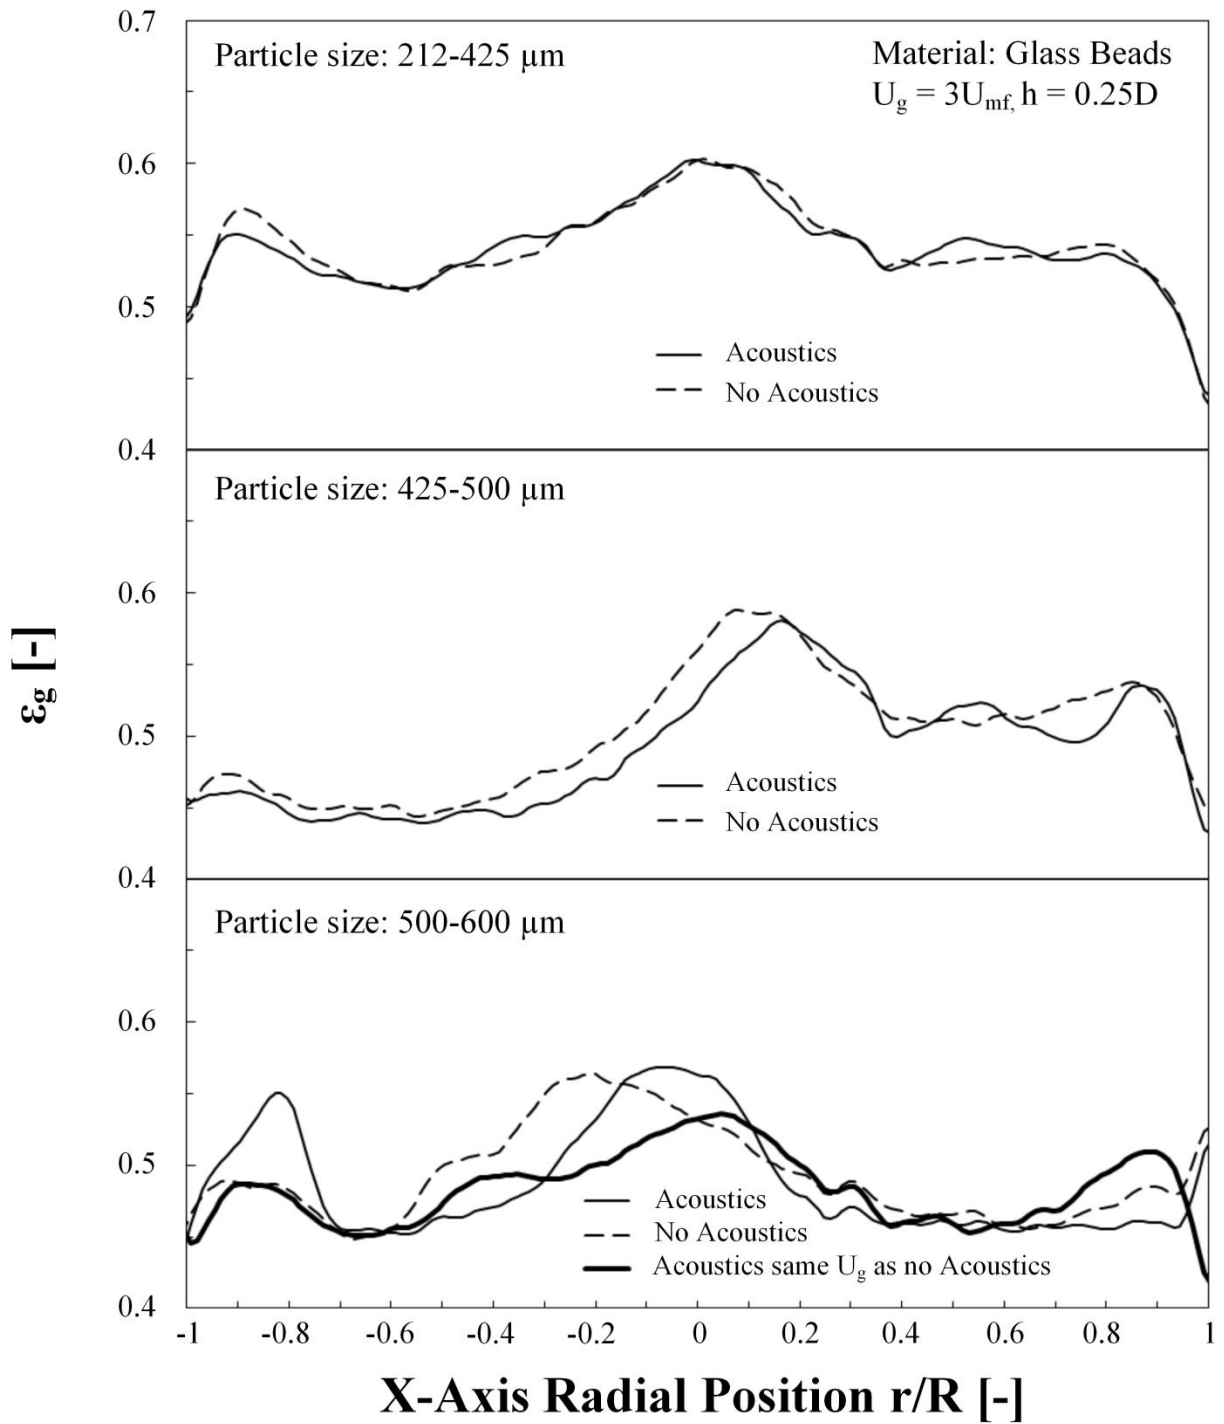 0.7
Particle size: 212-425 µm
Material: Glass Beads
U_g = 3U_mf, h = 0.25D
0.6
0.5
Acoustics
No Acoustics
0.4
Particle size: 425-500 µm
0.6
ε_g [-]
0.5
Acoustics
No Acoustics
0.4
Particle size: 500-600 µm
0.6
0.5
Acoustics
No Acoustics
Acoustics same U_g as no Acoustics
0.4
-1 -0.8 -0.6 -0.4 -0.2 0 0.2 0.4 0.6 0.8 1
X-Axis Radial Position r/R [-]